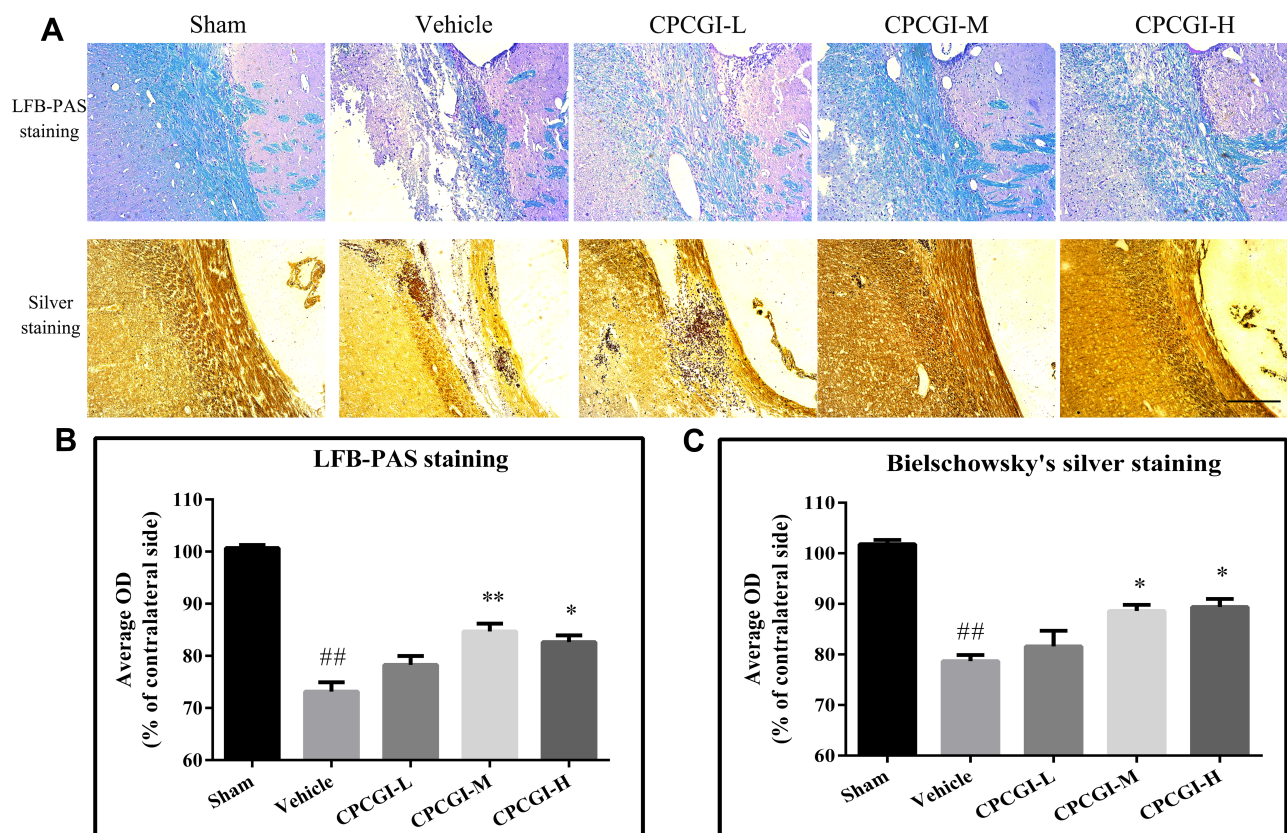 A
Sham
Vehicle
CPCGI-L
CPCGI-M
CPCGI-H
LFB-PAS
staining
Silver
staining
B
LFB-PAS staining
Average OD
(% of contralateral side)
110
100
90
80
70
60
##
**
*
Sham
Vehicle
CPCGI-L
CPCGI-M
CPCGI-H
C
Bielschowsky's silver staining
Average OD
(% of contralateral side)
110
100
90
80
70
60
##
*
*
Sham
Vehicle
CPCGI-L
CPCGI-M
CPCGI-H